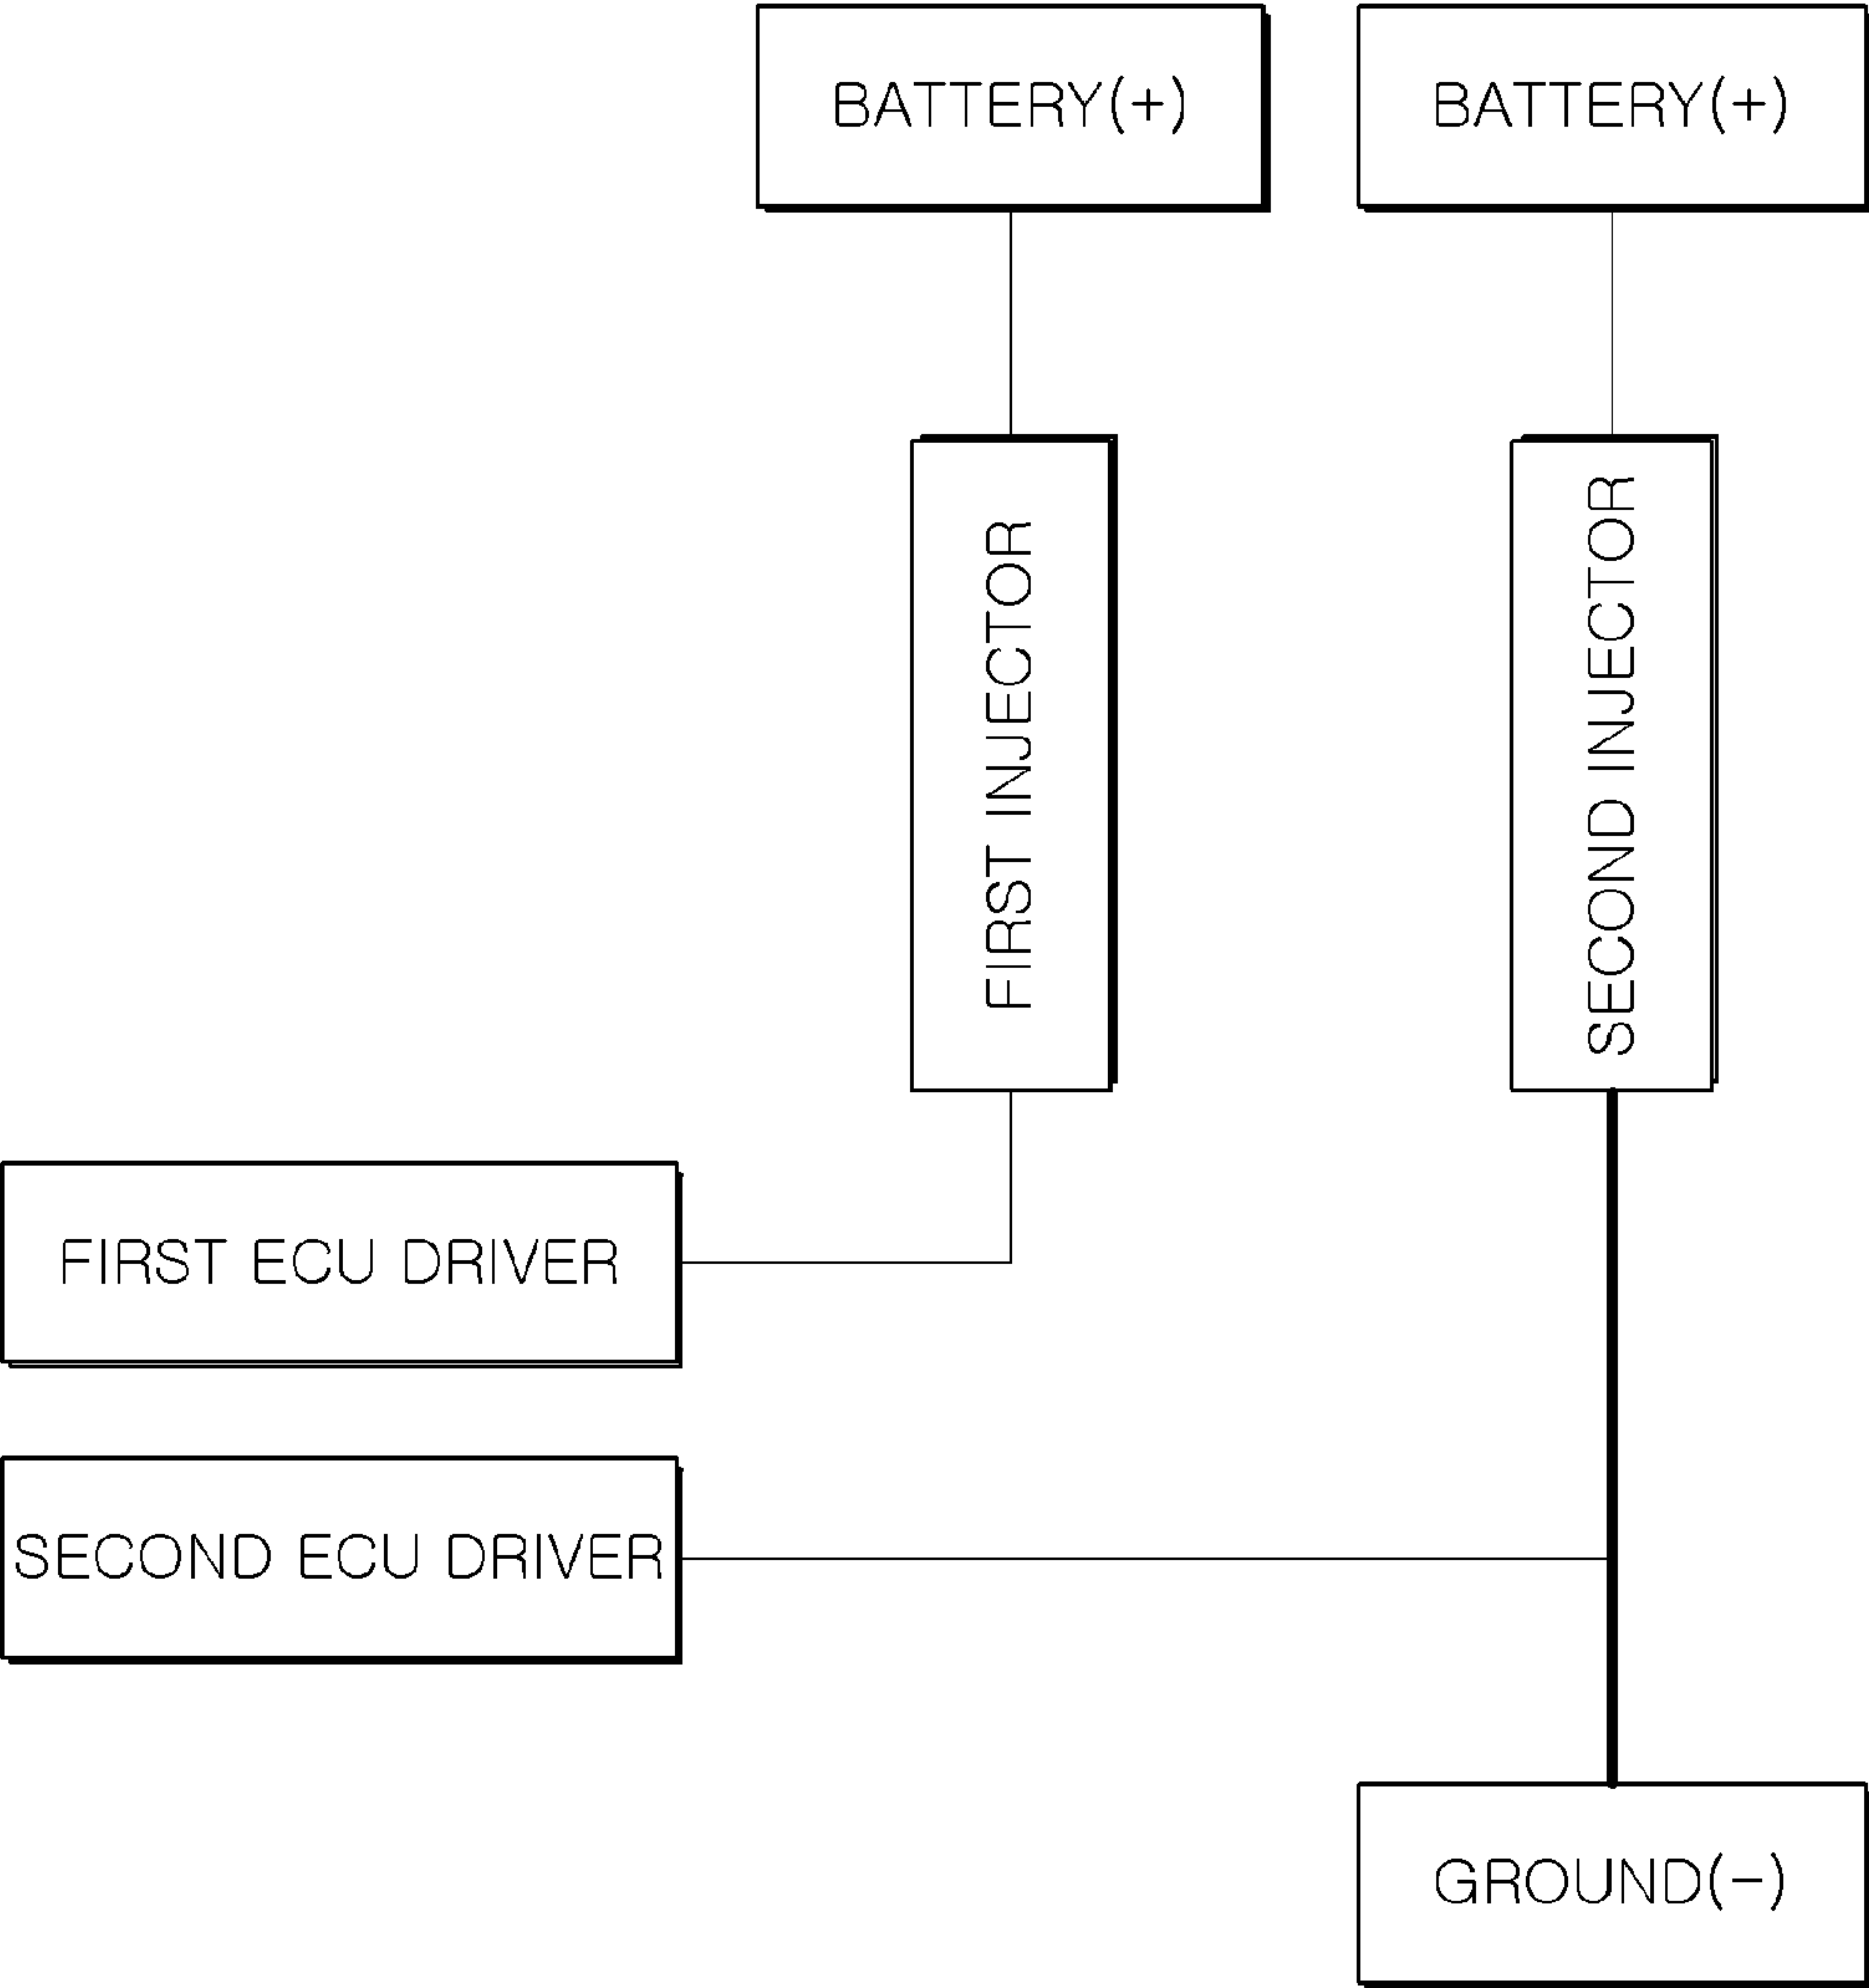 BATTERY(+)
BATTERY(+)
FIRST INJECTOR
SECOND INJECTOR
FIRST ECU DRIVER
SECOND ECU DRIVER
GROUND(−)